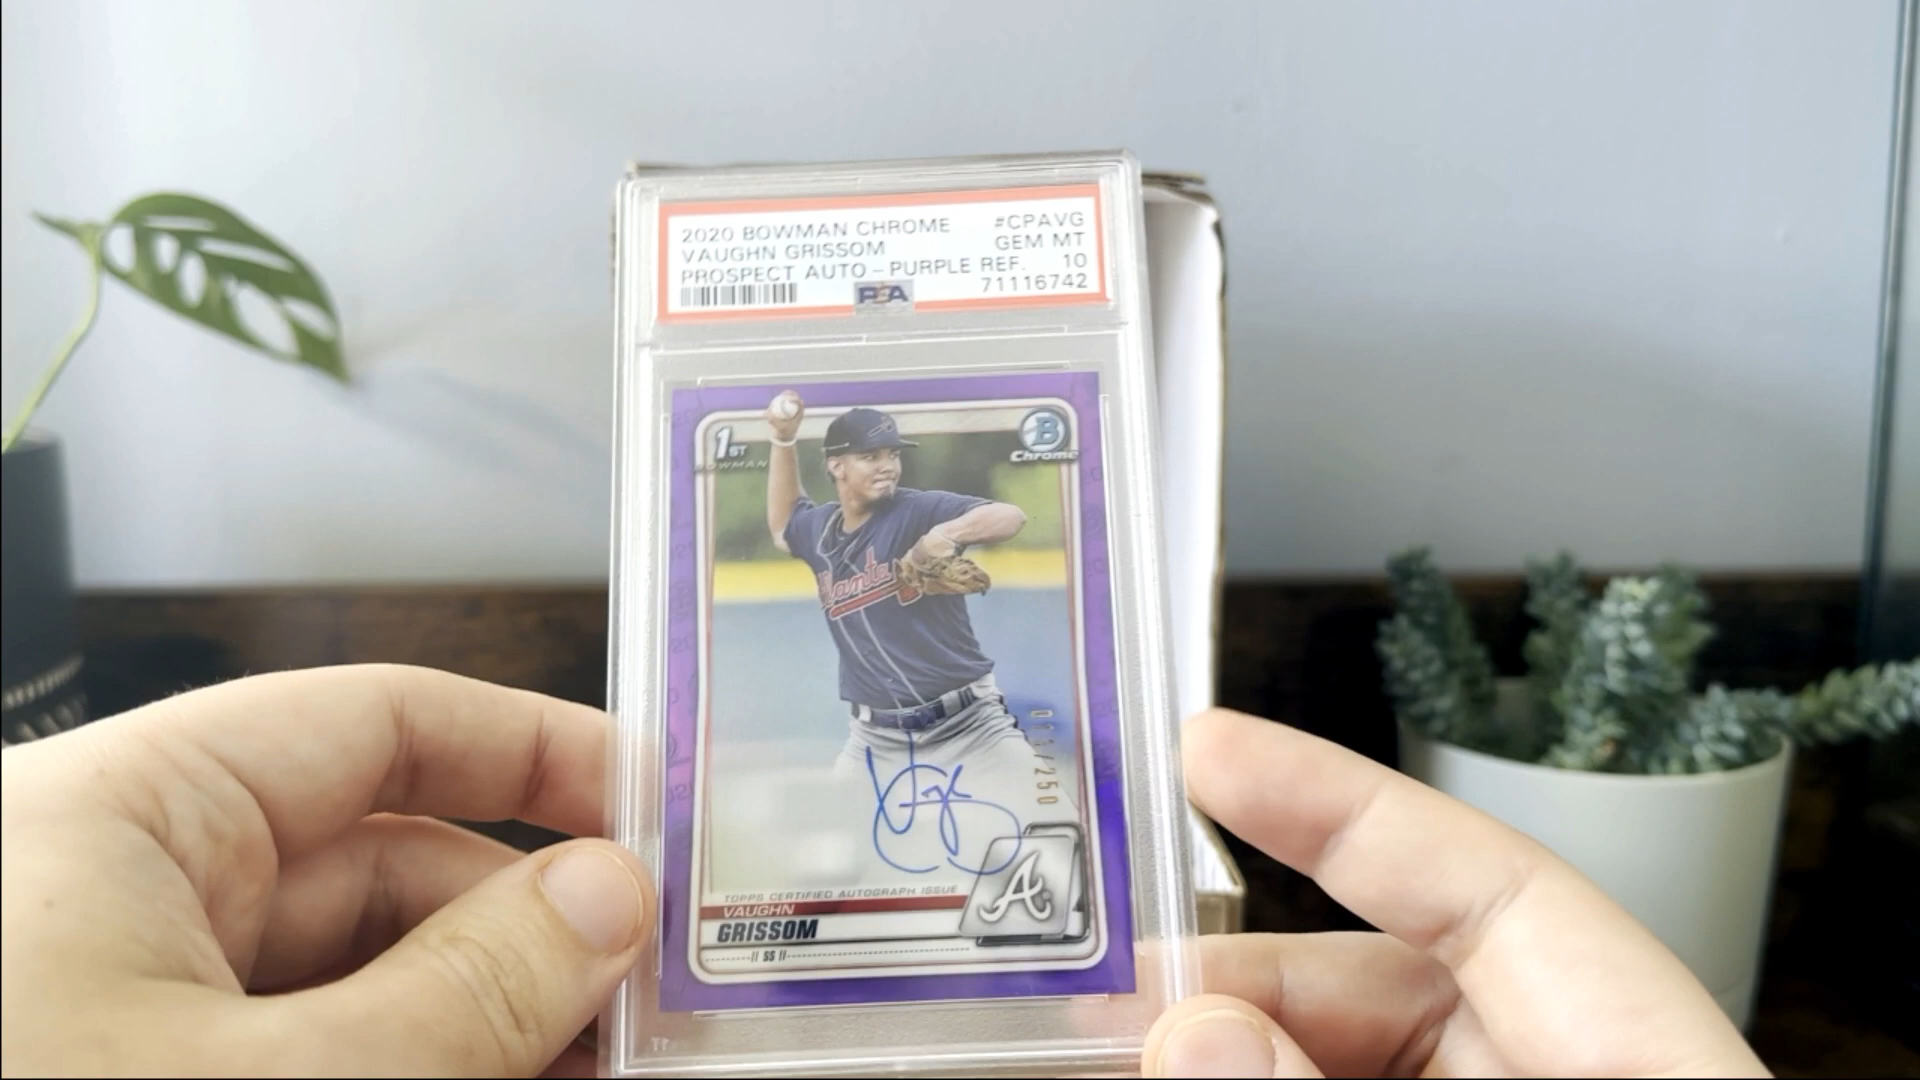 2020 BOWMAN CHROME #CPAVG
VAUGHN GRISSOM GEM MT
PROSPECT AUTO – PURPLE REF. 10
71116742
PSA
1ST
BOWMAN
B
Chrome
Atlanta
/250
TOPPS CERTIFIED AUTOGRAPH ISSUE
A
VAUGHN
GRISSOM
SS